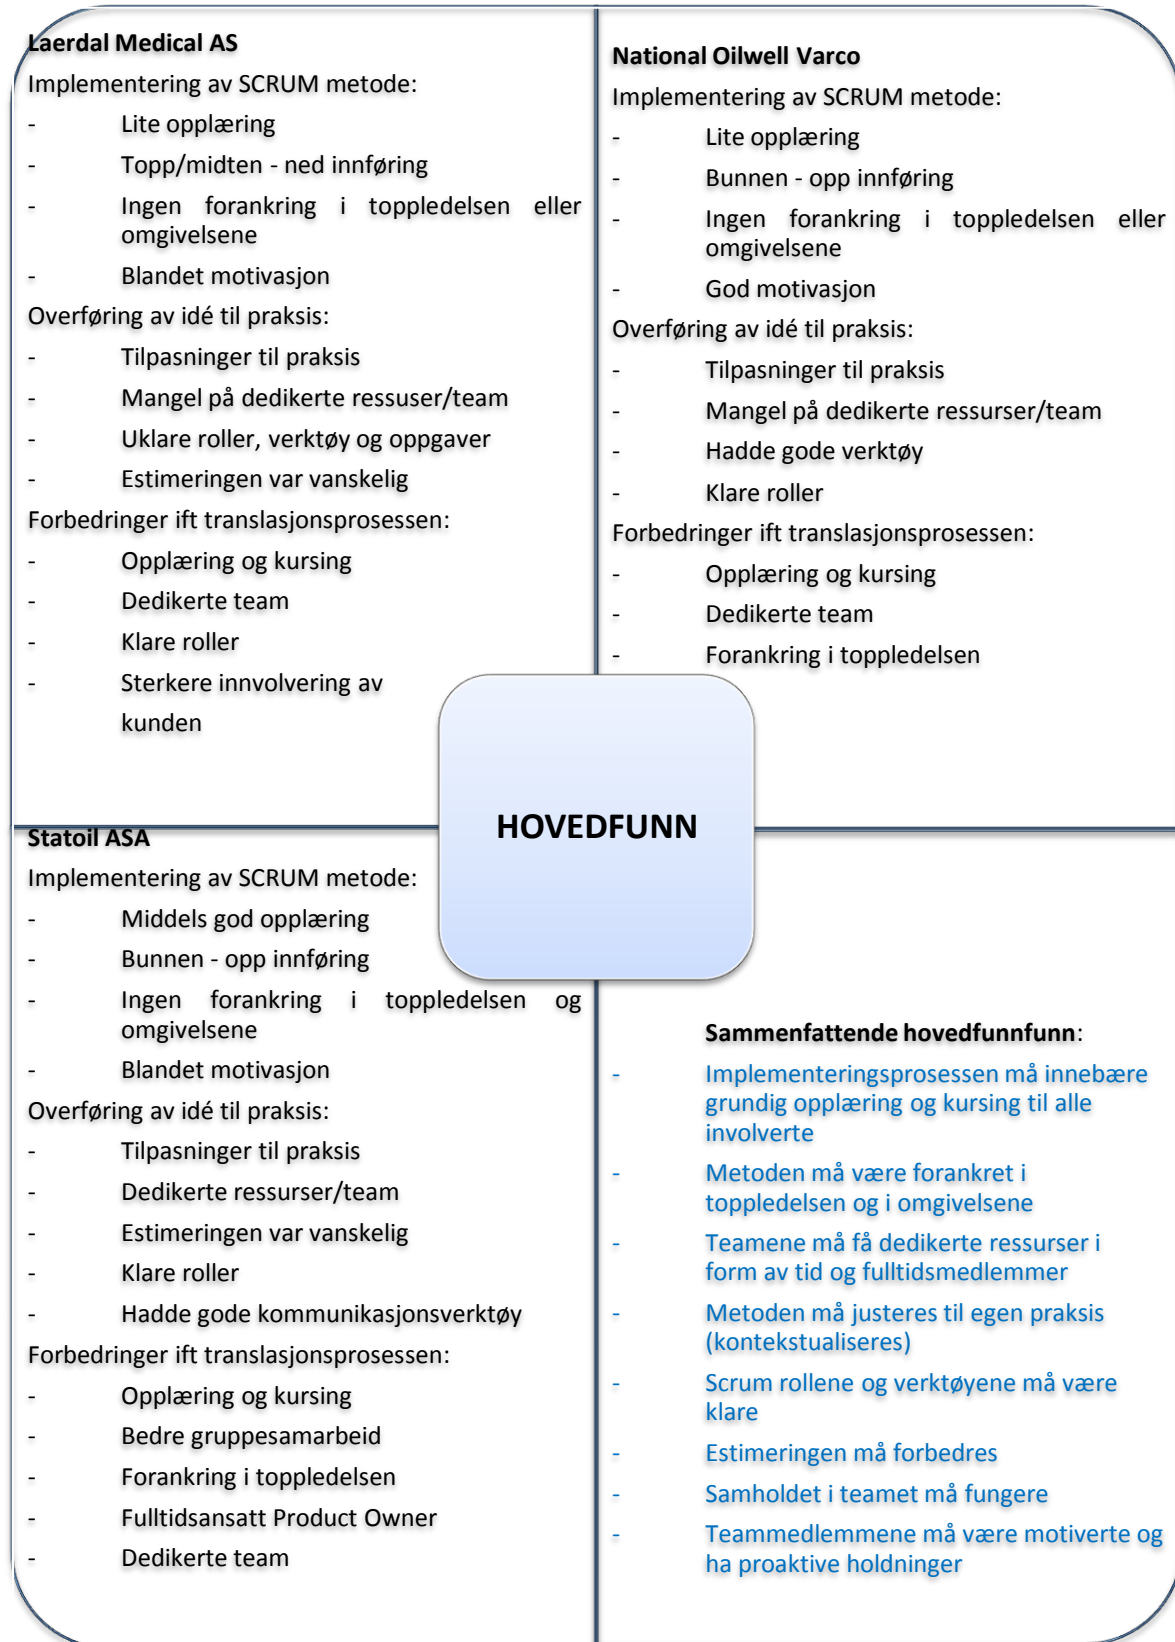 Laerdal Medical AS
Implementering av SCRUM metode:
- Lite opplæring
- Topp/midten - ned innføring
- Ingen forankring i toppledelsen eller
omgivelsene
- Blandet motivasjon
Overføring av idé til praksis:
- Tilpasninger til praksis
- Mangel på dedikerte ressuser/team
- Uklare roller, verktøy og oppgaver
- Estimeringen var vanskelig
Forbedringer ift translasjonsprosessen:
- Opplæring og kursing
- Dedikerte team
- Klare roller
- Sterkere innvolvering av
kunden
National Oilwell Varco
Implementering av SCRUM metode:
- Lite opplæring
- Bunnen - opp innføring
- Ingen forankring i toppledelsen eller
omgivelsene
- God motivasjon
Overføring av idé til praksis:
- Tilpasninger til praksis
- Mangel på dedikerte ressurser/team
- Hadde gode verktøy
- Klare roller
Forbedringer ift translasjonsprosessen:
- Opplæring og kursing
- Dedikerte team
- Forankring i toppledelsen
HOVEDFUNN
Statoil ASA
Implementering av SCRUM metode:
- Middels god opplæring
- Bunnen - opp innføring
- Ingen forankring i toppledelsen og
omgivelsene
- Blandet motivasjon
Overføring av idé til praksis:
- Tilpasninger til praksis
- Dedikerte ressurser/team
- Estimeringen var vanskelig
- Klare roller
- Hadde gode kommunikasjonsverktøy
Forbedringer ift translasjonsprosessen:
- Opplæring og kursing
- Bedre gruppesamarbeid
- Forankring i toppledelsen
- Fulltidsansatt Product Owner
- Dedikerte team
Sammenfattende hovedfunnfunn:
- Implementeringsprosessen må innebære
grundig opplæring og kursing til alle
involverte
- Metoden må være forankret i
toppledelsen og i omgivelsene
- Teamene må få dedikerte ressurser i
form av tid og fulltidsmedlemmer
- Metoden må justeres til egen praksis
(kontekstualiseres)
- Scrum rollene og verktøyene må være
klare
- Estimeringen må forbedres
- Samholdet i teamet må fungere
- Teammedlemmene må være motiverte og
ha proaktive holdninger